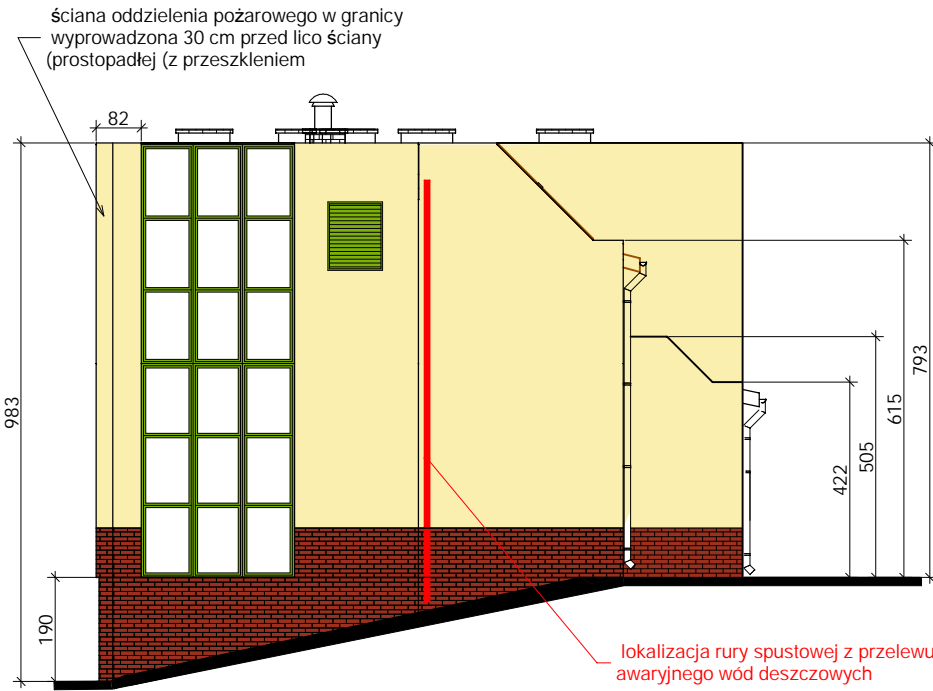 ściana oddzielenia pożarowego w granicy
wyprowadzona 30 cm przed lico ściany
(prostopadłej (z przeszkleniem
82
983
190
793
615
505
422
lokalizacja rury spustowej z przelewu
awaryjnego wód deszczowych